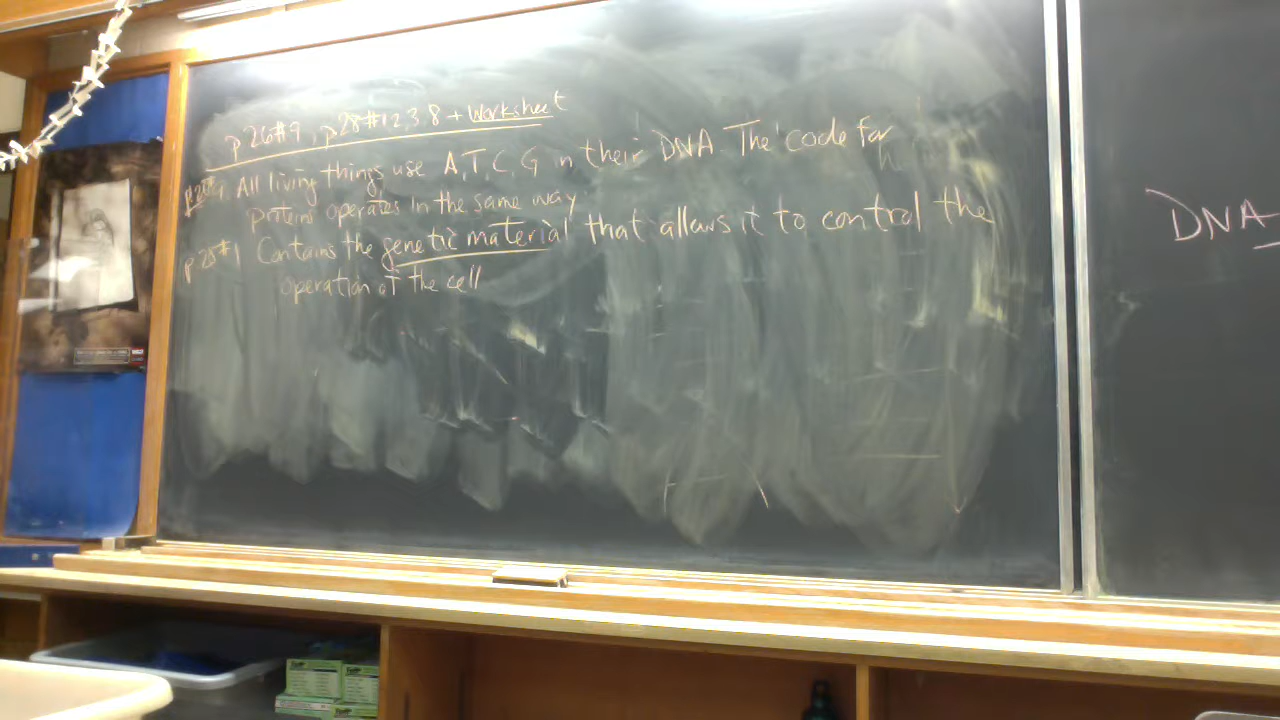 p26#9, p28#1,2,3,8 + Worksheet
p26#9. All living things use A,T,C,G in their DNA. The code for
proteins operates in the same way
p28#1 Contains the genetic material that allows it to control the
operation of the cell
DNA